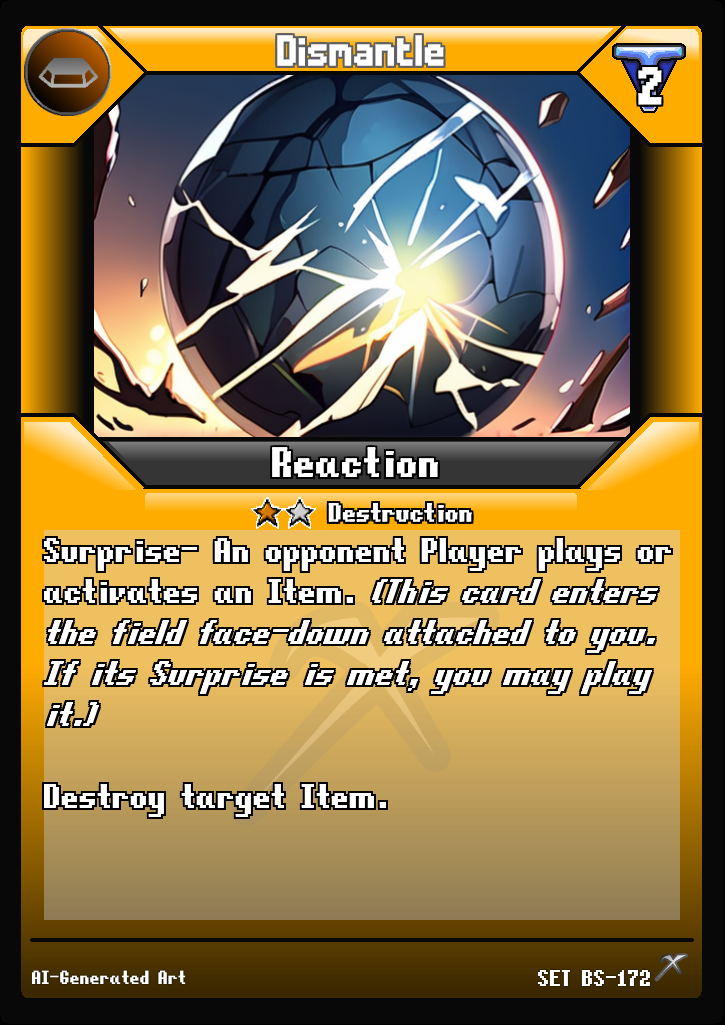 Dismantle
2
Reaction
Destruction
Surprise- An opponent Player plays or
activates an Item. (This card enters
the field face-down attached to you.
If its Surprise is met, you may play
it.)
Destroy target Item.
AI-Generated Art
SET BS-172